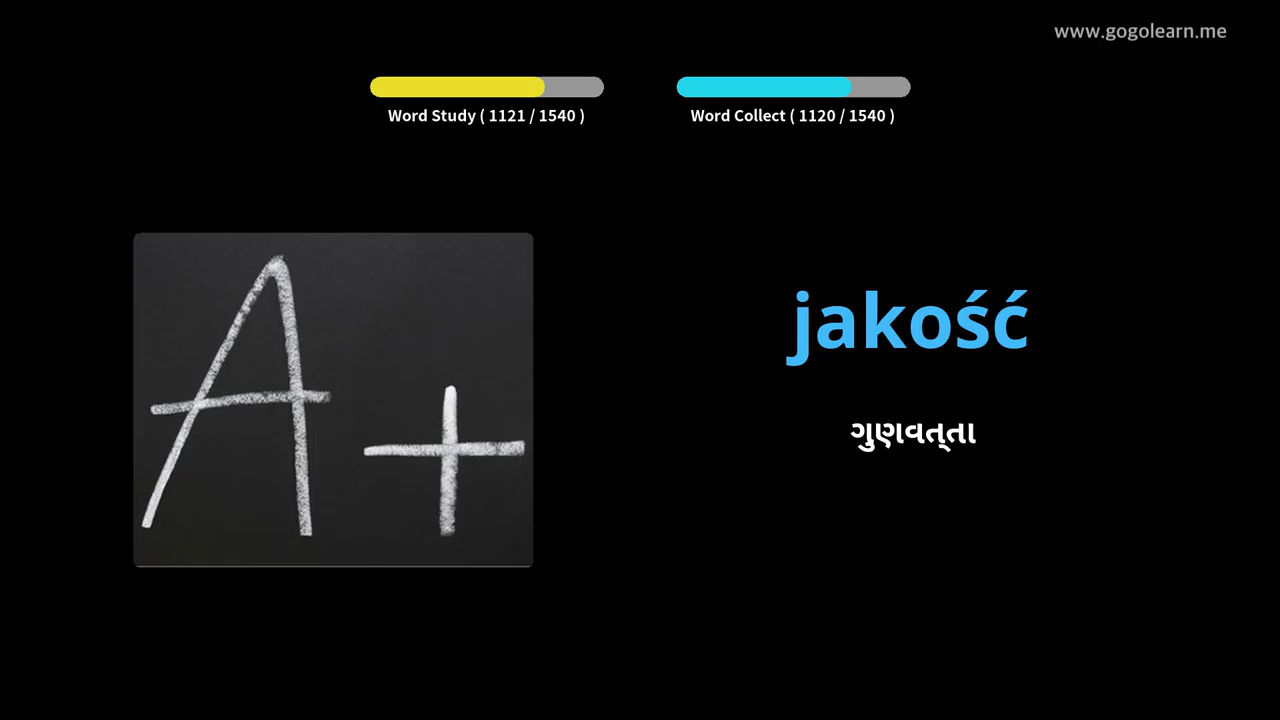 www.gogolearn.me
Word Study ( 1121 / 1540 )
Word Collect ( 1120 / 1540 )
A+
jakość
ગુણવત્તા